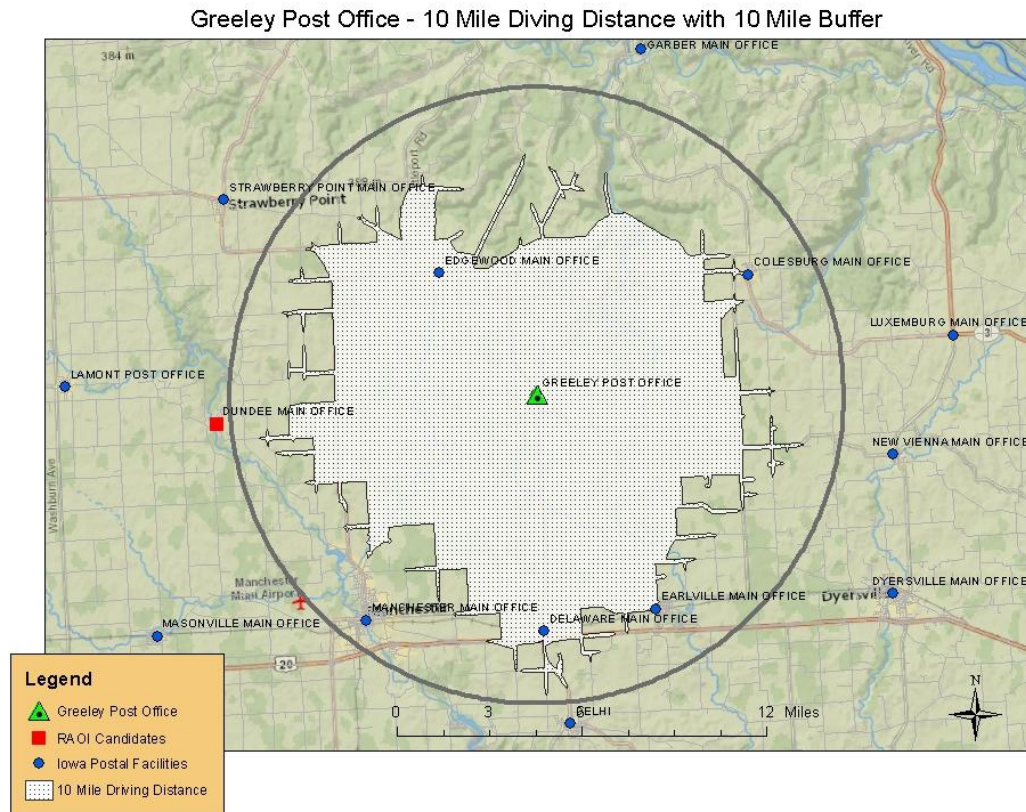 Greeley Post Office - 10 Mile Diving Distance with 10 Mile Buffer
384 m
GARBER MAIN OFFICE
STRAWBERRY POINT MAIN OFFICE
Strawberry Point
EDGEWOOD MAIN OFFICE
COLESBURG MAIN OFFICE
LUXEMBURG MAIN OFFICE
3
LAMONT POST OFFICE
GREELEY POST OFFICE
DUNDEE MAIN OFFICE
NEW VIENNA MAIN OFFICE
Washburn Ave
Manchester
Muni Airport
DYERSVILLE MAIN OFFICE
EARLVILLE MAIN OFFICE
MANCHESTER MAIN OFFICE
DELAWARE MAIN OFFICE
MASONVILLE MAIN OFFICE
20
DELHI
0 3 6 12 Miles
N
Legend
Greeley Post Office
RAOI Candidates
Iowa Postal Facilities
10 Mile Driving Distance